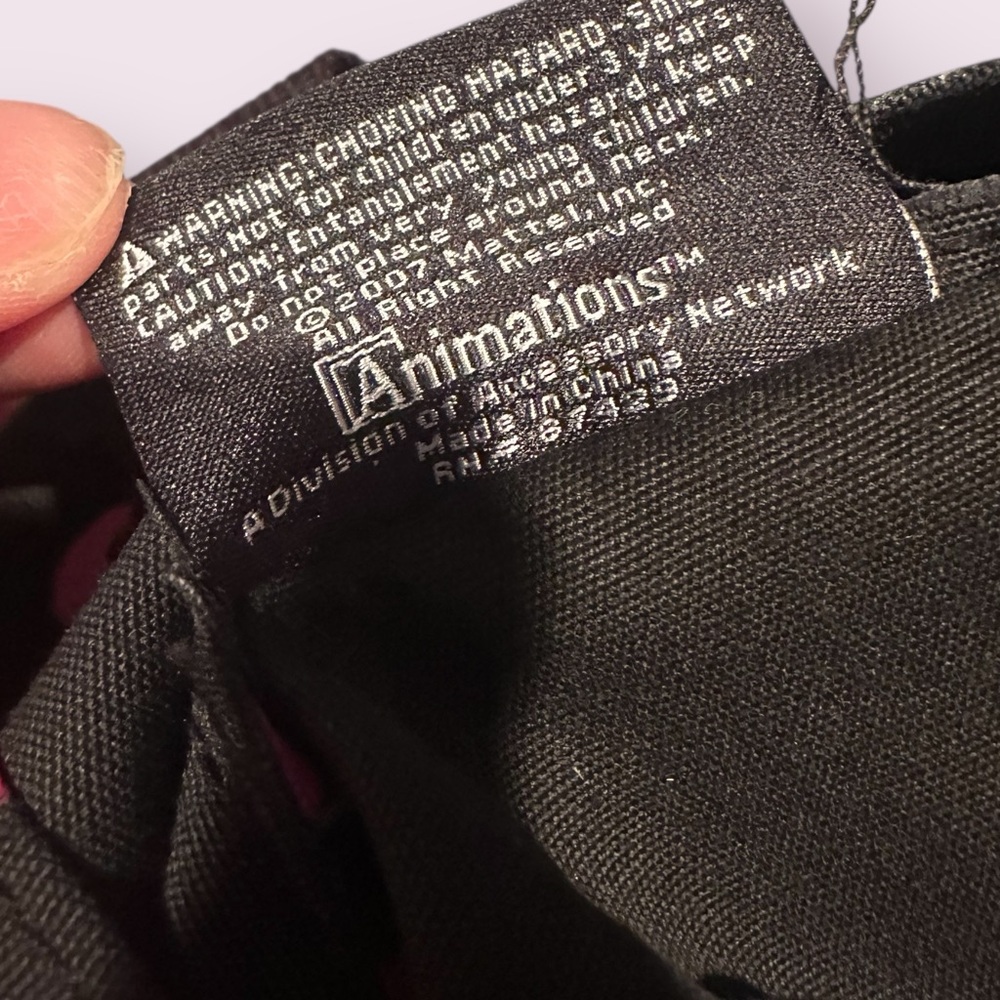 ⚠ WARNING! CHOKING HAZARD-Small
parts. Not for children under 3 years.
CAUTION: Entanglement hazard. keep
away from very young children.
Do not place around neck.
©2007 Mattel, Inc.
All Right Reserved
Animations™
A Division of Accessory Network
Made in China
RN